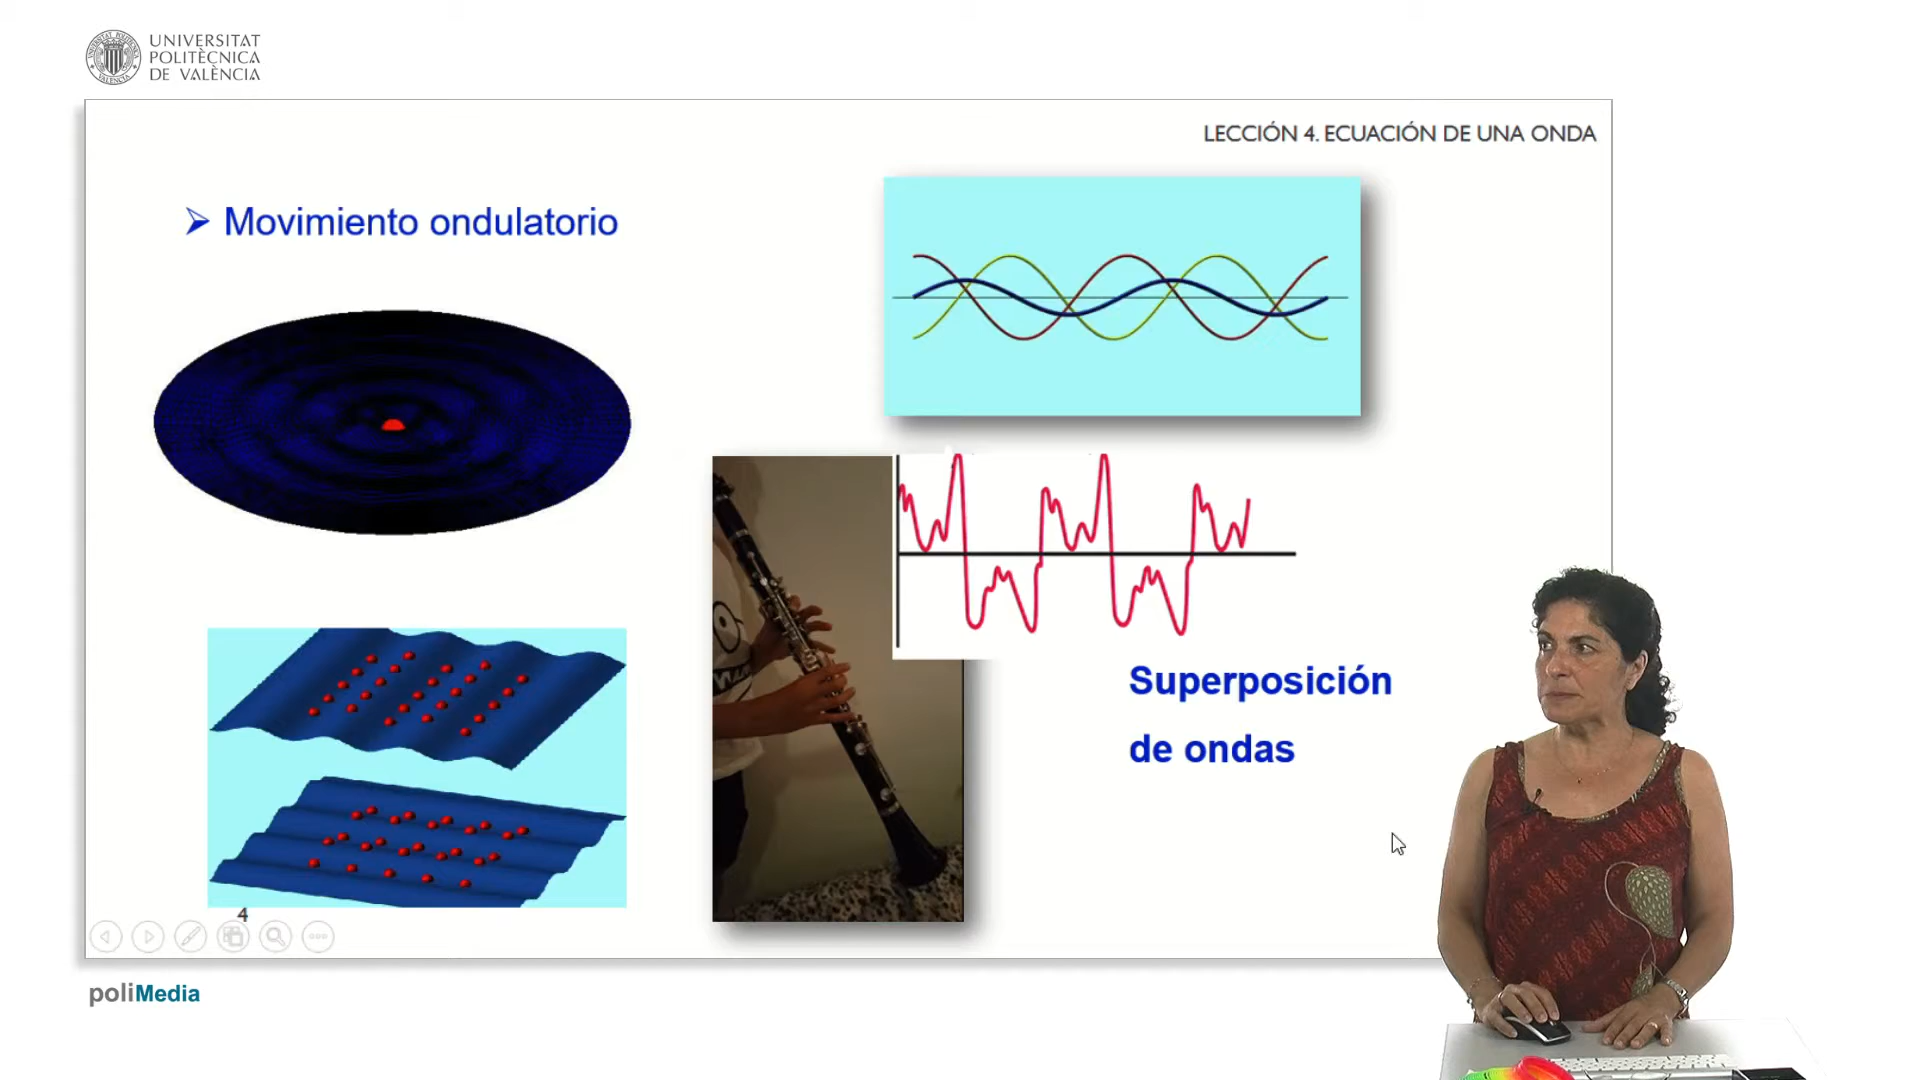 UNIVERSITAT
POLITÈCNICA
DE VALÈNCIA
LECCIÓN 4. ECUACIÓN DE UNA ONDA
➢ Movimiento ondulatorio
Superposición
de ondas
4
poliMedia